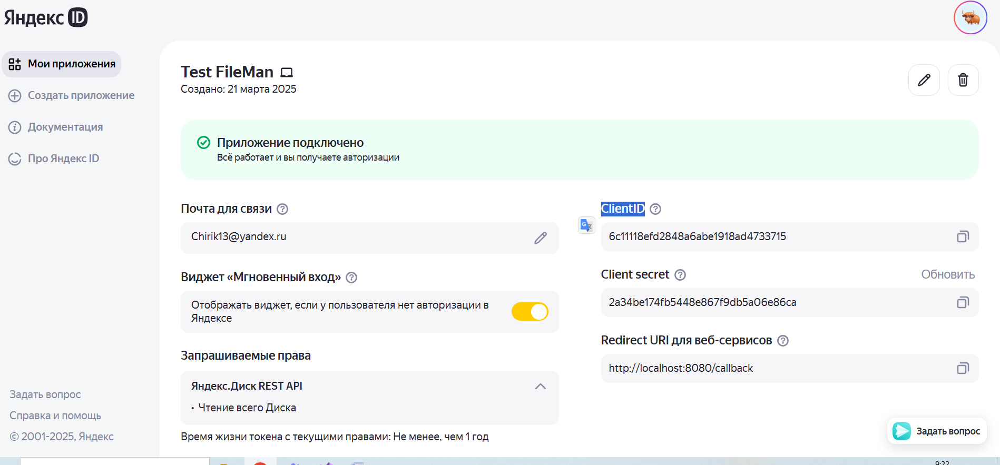 Яндекс ID
Мои приложения
Создать приложение
Документация
Про Яндекс ID
Задать вопрос
Справка и помощь
© 2001-2025, Яндекс
Test FileMan
Создано: 21 марта 2025
Приложение подключено
Всё работает и вы получаете авторизации
Почта для связи
Chirik13@yandex.ru
Виджет «Мгновенный вход»
Отображать виджет, если у пользователя нет авторизации в
Яндексе
Запрашиваемые права
Яндекс.Диск REST API
• Чтение всего Диска
Время жизни токена с текущими правами: Не менее, чем 1 год
ClientID
6c11118efd2848a6abe1918ad4733715
Client secret
Обновить
2a34be174fb5448e867f9db5a06e86ca
Redirect URI для веб-сервисов
http://localhost:8080/callback
Задать вопрос
9:22